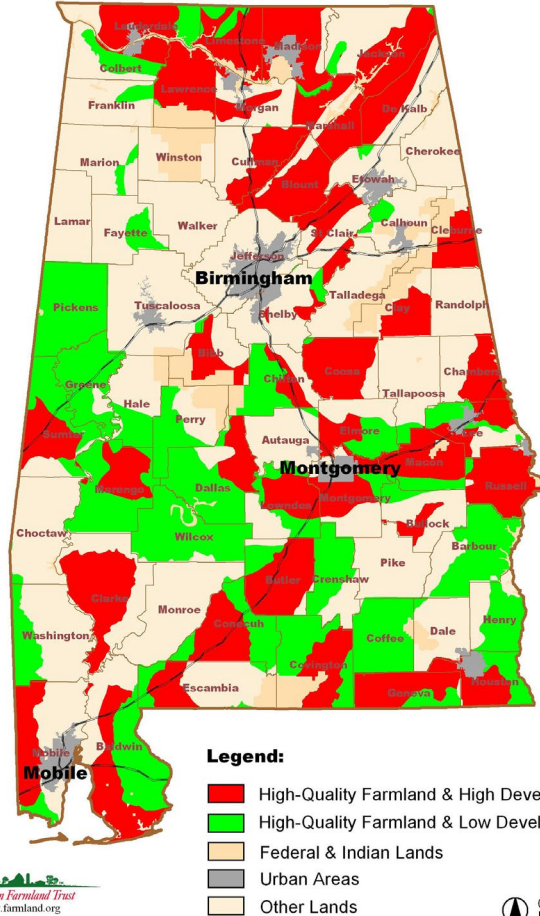 Lauderdale
Limestone
Madison
Jackson
Colbert
Lawrence
Franklin
Morgan
De Kalb
Marshall
Marion
Winston
Cullman
Cherokee
Blount
Etowah
Lamar
Fayette
Walker
Calhoun
St Clair
Cleburne
Jefferson
Birmingham
Pickens
Tuscaloosa
Talladega
Clay
Randolph
Shelby
Bibb
Greene
Chilton
Coosa
Chambers
Hale
Tallapoosa
Perry
Sumter
Autauga
Elmore
Lee
Montgomery
Macon
Marengo
Dallas
Russell
Lowndes
Montgomery
Bullock
Choctaw
Wilcox
Barbour
Pike
Butler
Crenshaw
Clarke
Monroe
Henry
Washington
Conecuh
Coffee
Dale
Covington
Escambia
Geneva
Houston
Mobile
Baldwin
Mobile
Legend:
High-Quality Farmland & High Deve
High-Quality Farmland & Low Devel
Federal & Indian Lands
Urban Areas
Other Lands
n Farmland Trust
.farmland.org